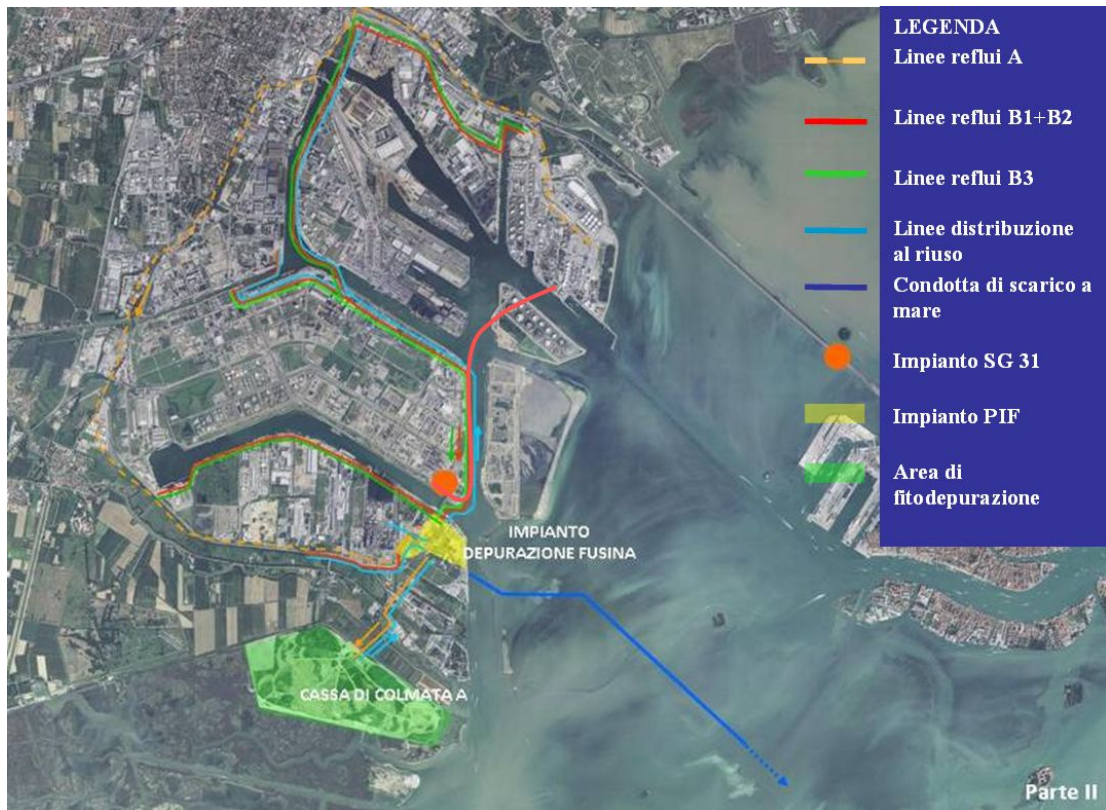 LEGENDA
Linee reflui A
Linee reflui B1+B2
Linee reflui B3
Linee distribuzione
al riuso
Condotta di scarico a
mare
Impianto SG 31
Impianto PIF
Area di
fitodepurazione
IMPIANTO
DEPURAZIONE FUSINA
CASSA DI COLMATA A
Parte II